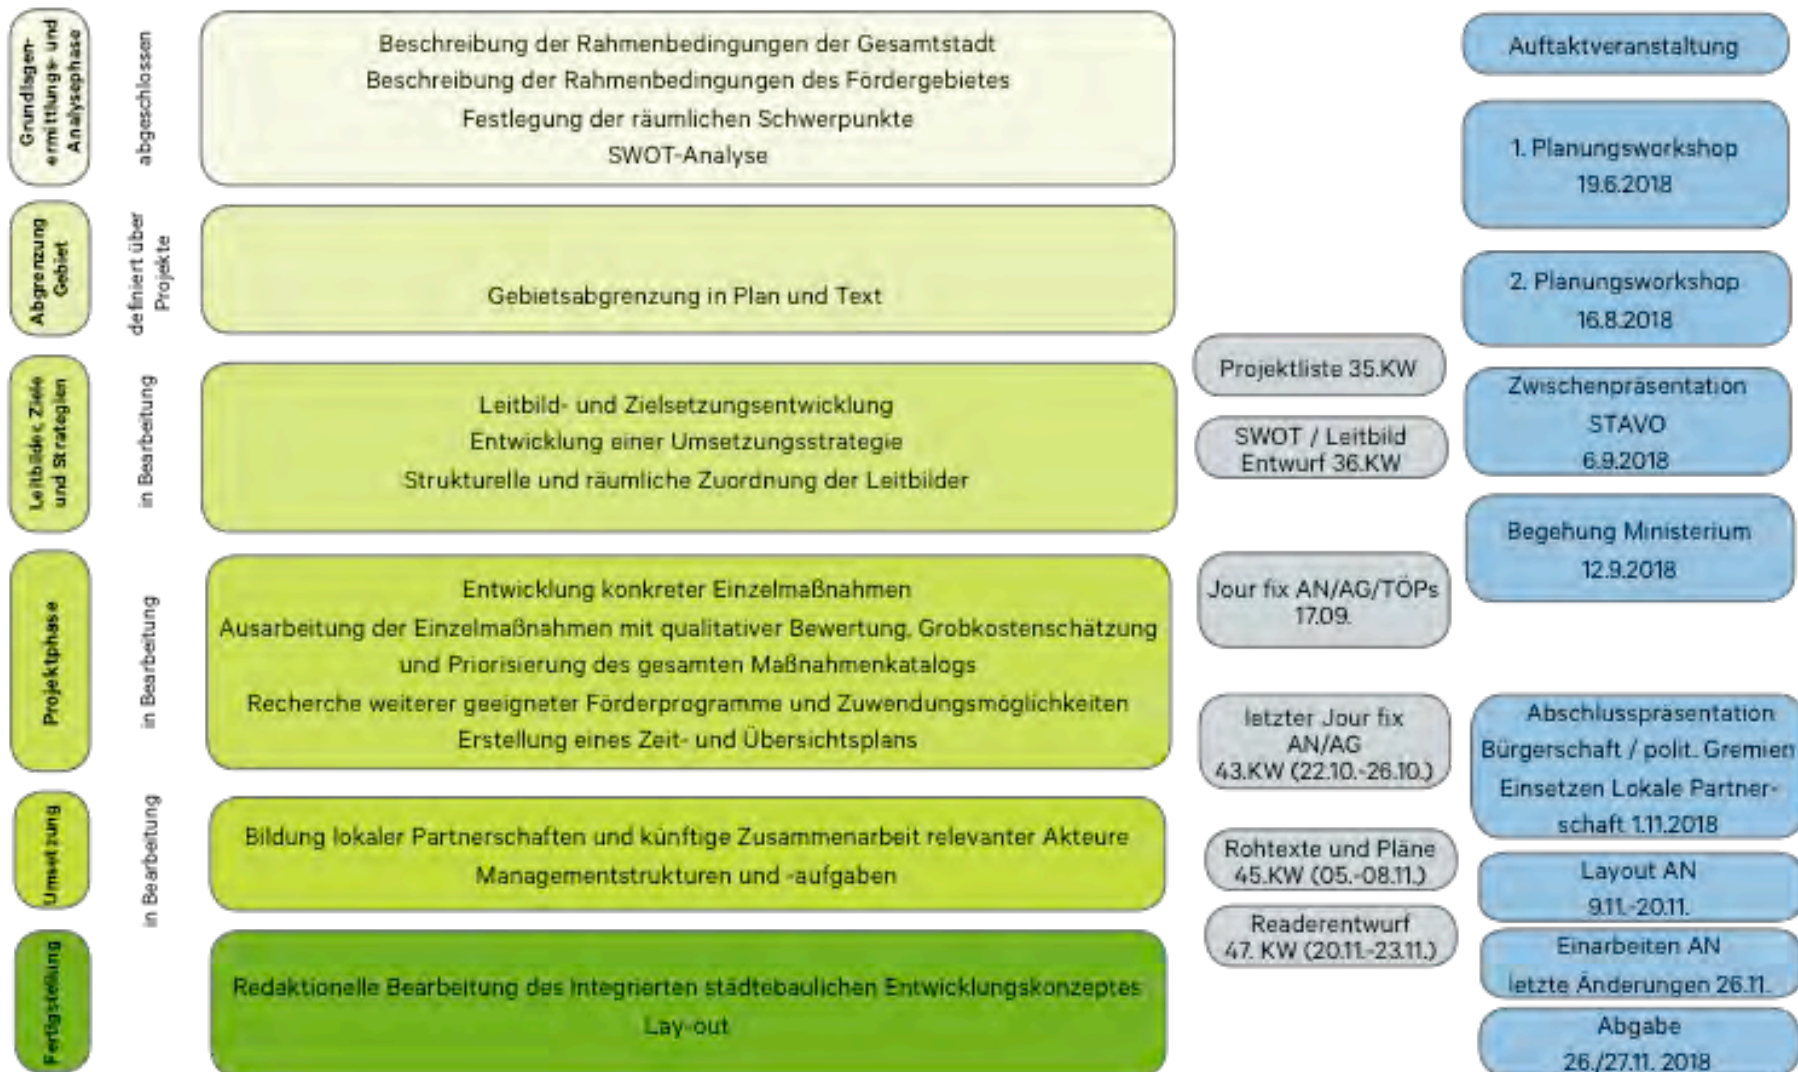 Grundlagen-
ermittlungs- und
Analysephase
abgeschlossen
Beschreibung der Rahmenbedingungen der Gesamtstadt
Beschreibung der Rahmenbedingungen des Fördergebietes
Festlegung der räumlichen Schwerpunkte
SWOT-Analyse
Abgrenzung
Gebiet
definiert über
Projekte
Gebietsabgrenzung in Plan und Text
Leitbilder, Ziele
und Strategien
in Bearbeitung
Leitbild- und Zielsetzungsentwicklung
Entwicklung einer Umsetzungsstrategie
Strukturelle und räumliche Zuordnung der Leitbilder
Projektphase
in Bearbeitung
Entwicklung konkreter Einzelmaßnahmen
Ausarbeitung der Einzelmaßnahmen mit qualitativer Bewertung, Grobkostenschätzung
und Priorisierung des gesamten Maßnahmenkatalogs
Recherche weiterer geeigneter Förderprogramme und Zuwendungsmöglichkeiten
Erstellung eines Zeit- und Übersichtsplans
Umsetzung
in Bearbeitung
Bildung lokaler Partnerschaften und künftige Zusammenarbeit relevanter Akteure
Managementstrukturen und -aufgaben
Fertigstellung
Redaktionelle Bearbeitung des Integrierten städtebaulichen Entwicklungskonzeptes
Lay-out
Projektliste 35.KW
SWOT / Leitbild
Entwurf 36.KW
Jour fix AN/AG/TÖPs
17.09.
letzter Jour fix
AN/AG
43.KW (22.10.-26.10.)
Rohtexte und Pläne
45.KW (05.-08.11.)
Readerentwurf
47. KW (20.11.-23.11.)
Auftaktveranstaltung
1. Planungsworkshop
19.6.2018
2. Planungsworkshop
16.8.2018
Zwischenpräsentation
STAVO
6.9.2018
Begehung Ministerium
12.9.2018
Abschlusspräsentation
Bürgerschaft / polit. Gremien
Einsetzen Lokale Partner-
schaft 1.11.2018
Layout AN
9.11.-20.11.
Einarbeiten AN
letzte Änderungen 26.11.
Abgabe
26./27.11. 2018